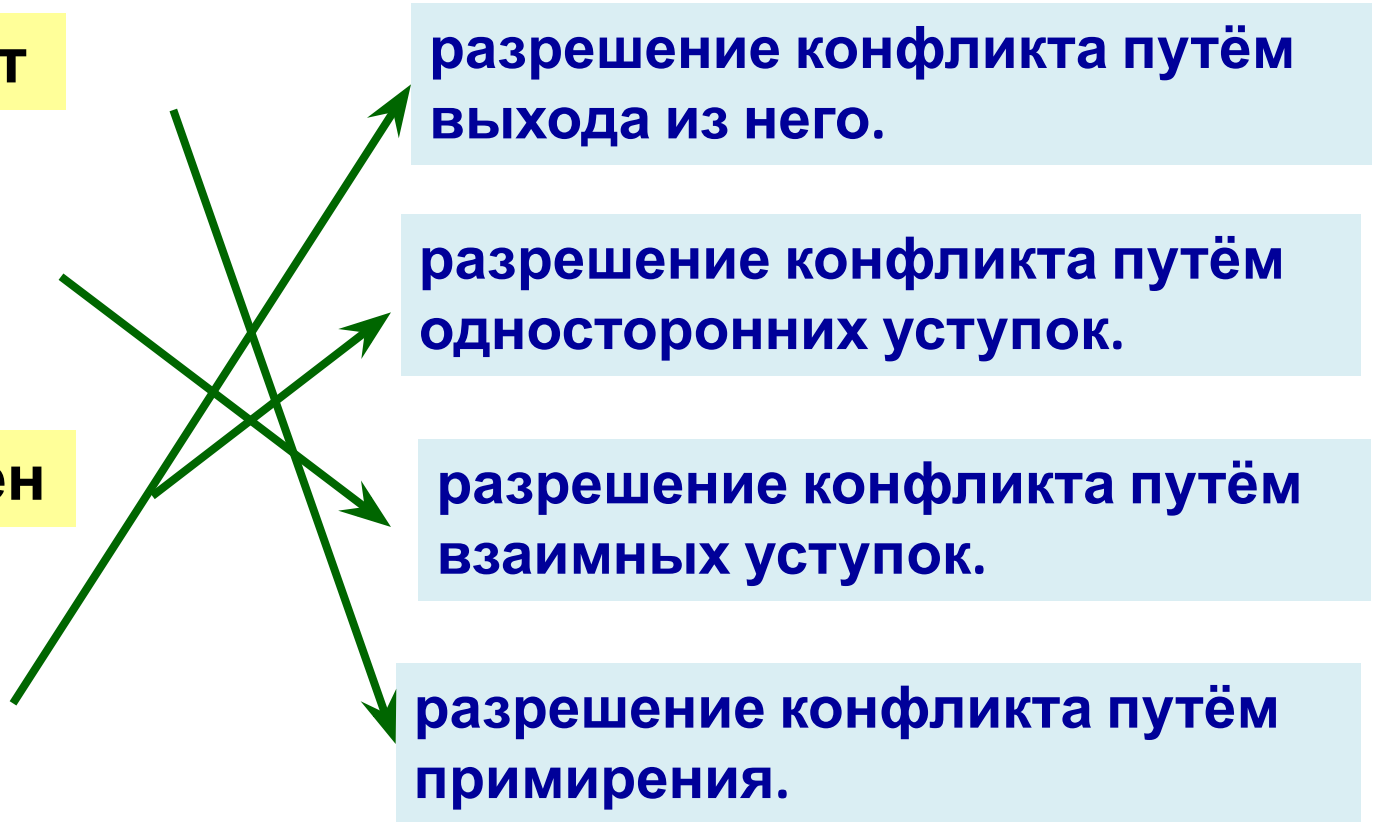 т
разрешение конфликта путём
выхода из него.
разрешение конфликта путём
односторонних уступок.
ен
разрешение конфликта путём
взаимных уступок.
разрешение конфликта путём
примирения.